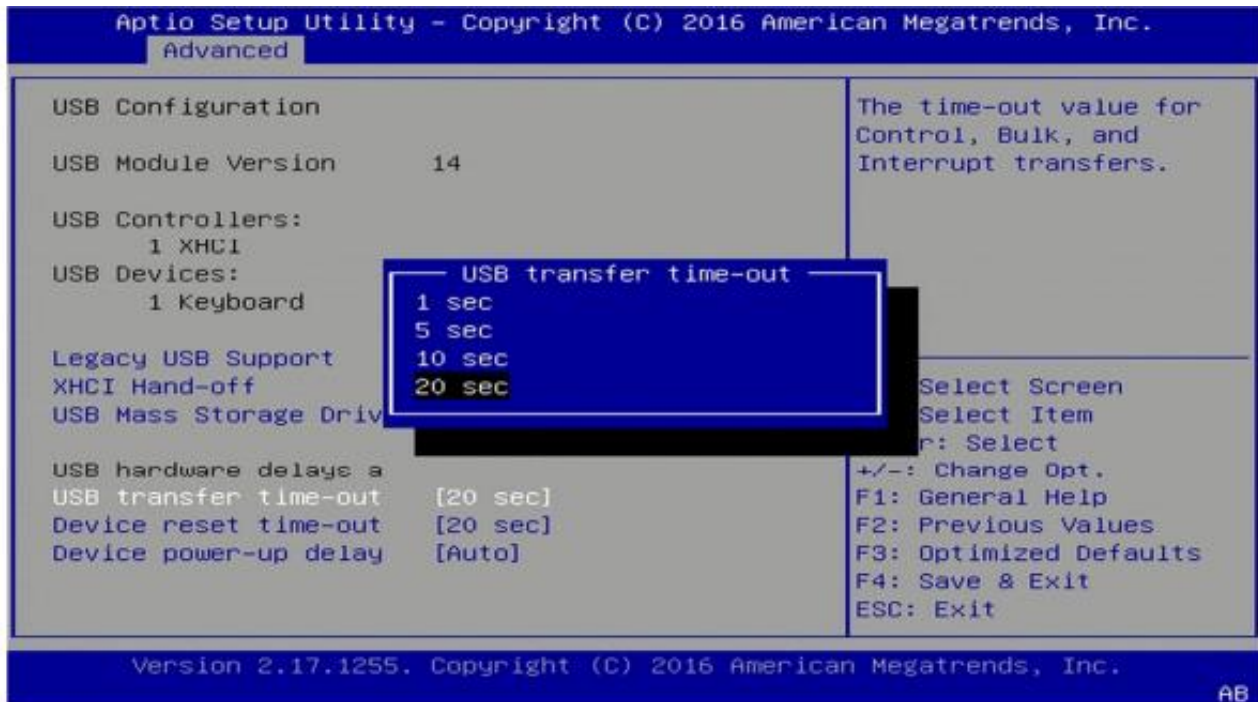 Aptio Setup Utility – Copyright (C) 2016 American Megatrends, Inc.
Advanced
USB Configuration
USB Module Version 14
USB Controllers:
1 XHCI
USB Devices:
1 Keyboard
Legacy USB Support
XHCI Hand-off
USB Mass Storage Driv
USB hardware delays a
USB transfer time-out [20 sec]
Device reset time-out [20 sec]
Device power-up delay [Auto]
USB transfer time-out
1 sec
5 sec
10 sec
20 sec
The time-out value for
Control, Bulk, and
Interrupt transfers.
Select Screen
Select Item
r: Select
+/-: Change Opt.
F1: General Help
F2: Previous Values
F3: Optimized Defaults
F4: Save & Exit
ESC: Exit
Version 2.17.1255. Copyright (C) 2016 American Megatrends, Inc.
AB